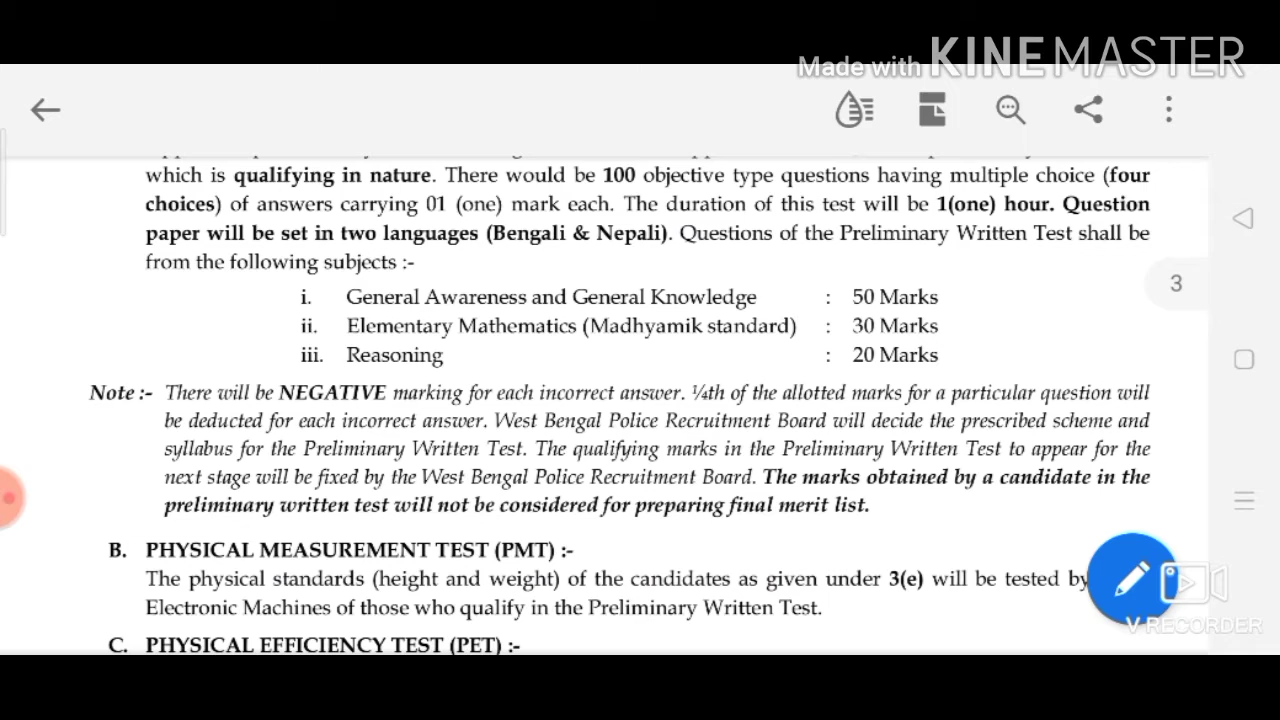 Made with KINEMASTER
which is qualifying in nature. There would be 100 objective type questions having multiple choice (four
choices) of answers carrying 01 (one) mark each. The duration of this test will be 1(one) hour. Question
paper will be set in two languages (Bengali & Nepali). Questions of the Preliminary Written Test shall be
from the following subjects :-
3
i. General Awareness and General Knowledge : 50 Marks
ii. Elementary Mathematics (Madhyamik standard) : 30 Marks
iii. Reasoning : 20 Marks
Note :- There will be NEGATIVE marking for each incorrect answer. ¼th of the allotted marks for a particular question will
be deducted for each incorrect answer. West Bengal Police Recruitment Board will decide the prescribed scheme and
syllabus for the Preliminary Written Test. The qualifying marks in the Preliminary Written Test to appear for the
next stage will be fixed by the West Bengal Police Recruitment Board. The marks obtained by a candidate in the
preliminary written test will not be considered for preparing final merit list.
B. PHYSICAL MEASUREMENT TEST (PMT) :-
The physical standards (height and weight) of the candidates as given under 3(e) will be tested by
Electronic Machines of those who qualify in the Preliminary Written Test.
V RECORDER
C. PHYSICAL EFFICIENCY TEST (PET) :-